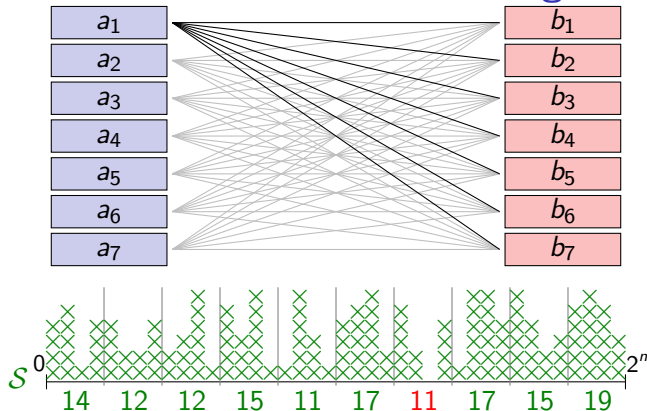 a₁ b₁
a₂ b₂
a₃ b₃
a₄ b₄
a₅ b₅
a₆ b₆
a₇ b₇
S 0 2ⁿ
14 12 12 15 11 17 11 17 15 19